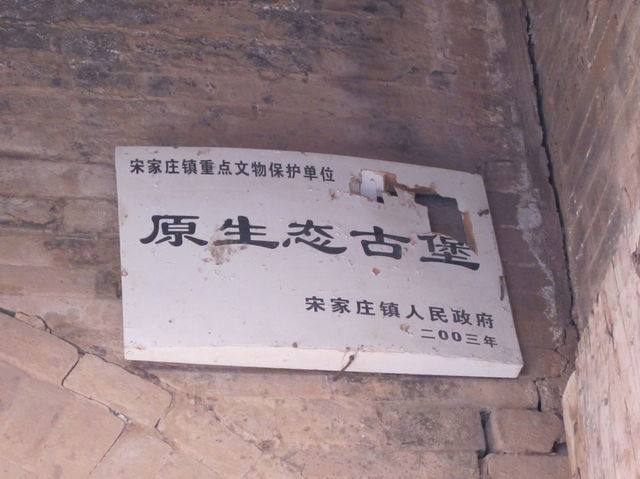 宋家庄镇重点文物保护单位
原生态古堡
宋家庄镇人民政府
二00三年